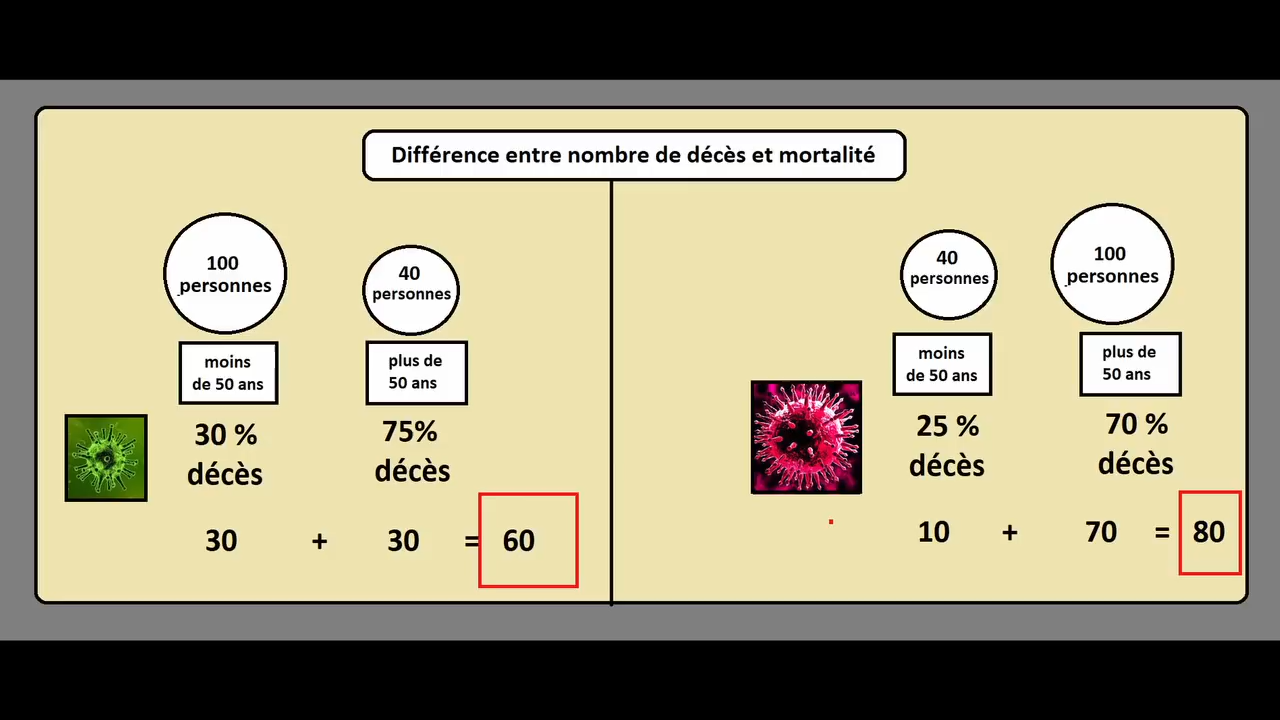 Différence entre nombre de décès et mortalité
100
personnes
40
personnes
moins
de 50 ans
plus de
50 ans
30 %
décès
75%
décès
30 + 30 = 60
40
personnes
100
personnes
moins
de 50 ans
plus de
50 ans
25 %
décès
70 %
décès
10 + 70 = 80